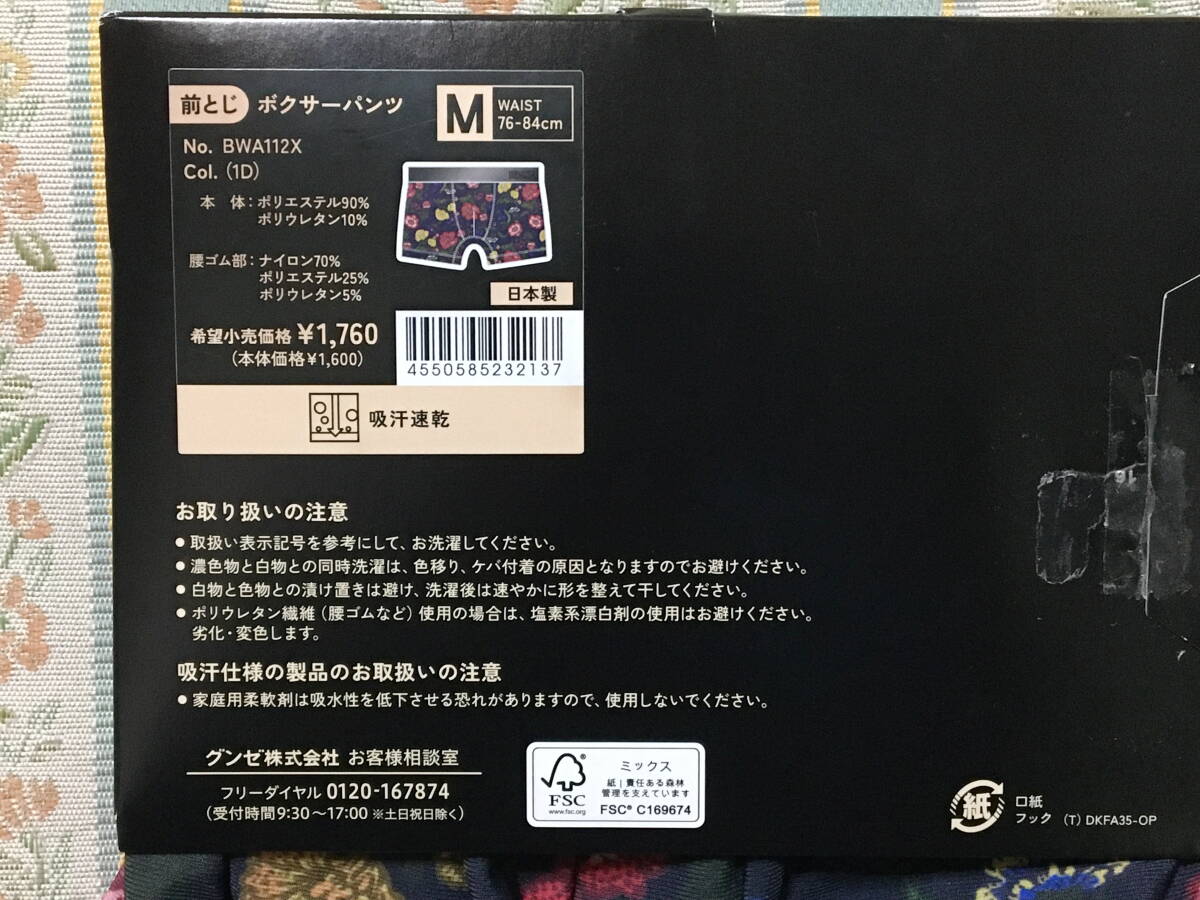 前とじ ボクサーパンツ
M WAIST 76-84cm
No. BWA112X
Col. (1D)
本 体:ポリエステル90%
ポリウレタン10%
腰ゴム部:ナイロン70%
ポリエステル25%
ポリウレタン5%
日本製
希望小売価格 ¥1,760
(本体価格¥1,600)
4550585232137
吸汗速乾
お取り扱いの注意
● 取扱い表示記号を参考にして、お洗濯してください。
● 濃色物と白物との同時洗濯は、色移り、ケバ付着の原因となりますのでお避けください。
● 白物と色物との漬け置きは避け、洗濯後は速やかに形を整えて干してください。
● ポリウレタン繊維(腰ゴムなど)使用の場合は、塩素系漂白剤の使用はお避けください。
劣化・変色します。
吸汗仕様の製品のお取扱いの注意
● 家庭用柔軟剤は吸水性を低下させる恐れがありますので、使用しないでください。
グンゼ株式会社 お客様相談室
フリーダイヤル 0120-167874
(受付時間9:30〜17:00 ※土日祝日除く)
FSC
www.fsc.org
ミックス
紙|責任ある森林
管理を支えています
FSC® C169674
紙
口紙
フック (T) DKFA35-OP